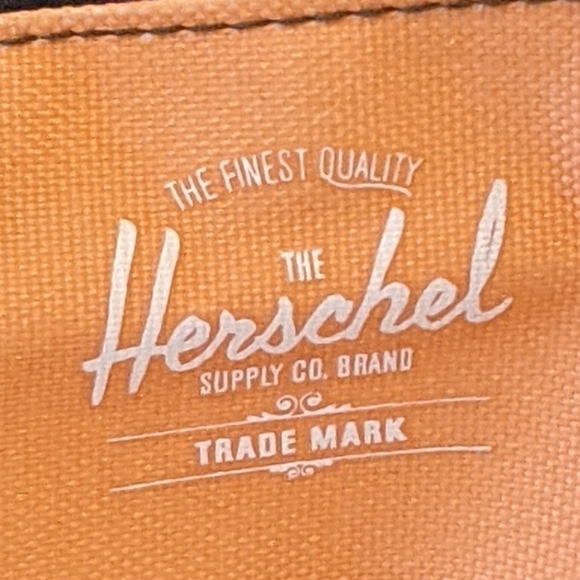 THE FINEST QUALITY
THE
Herschel
SUPPLY CO. BRAND
TRADE MARK